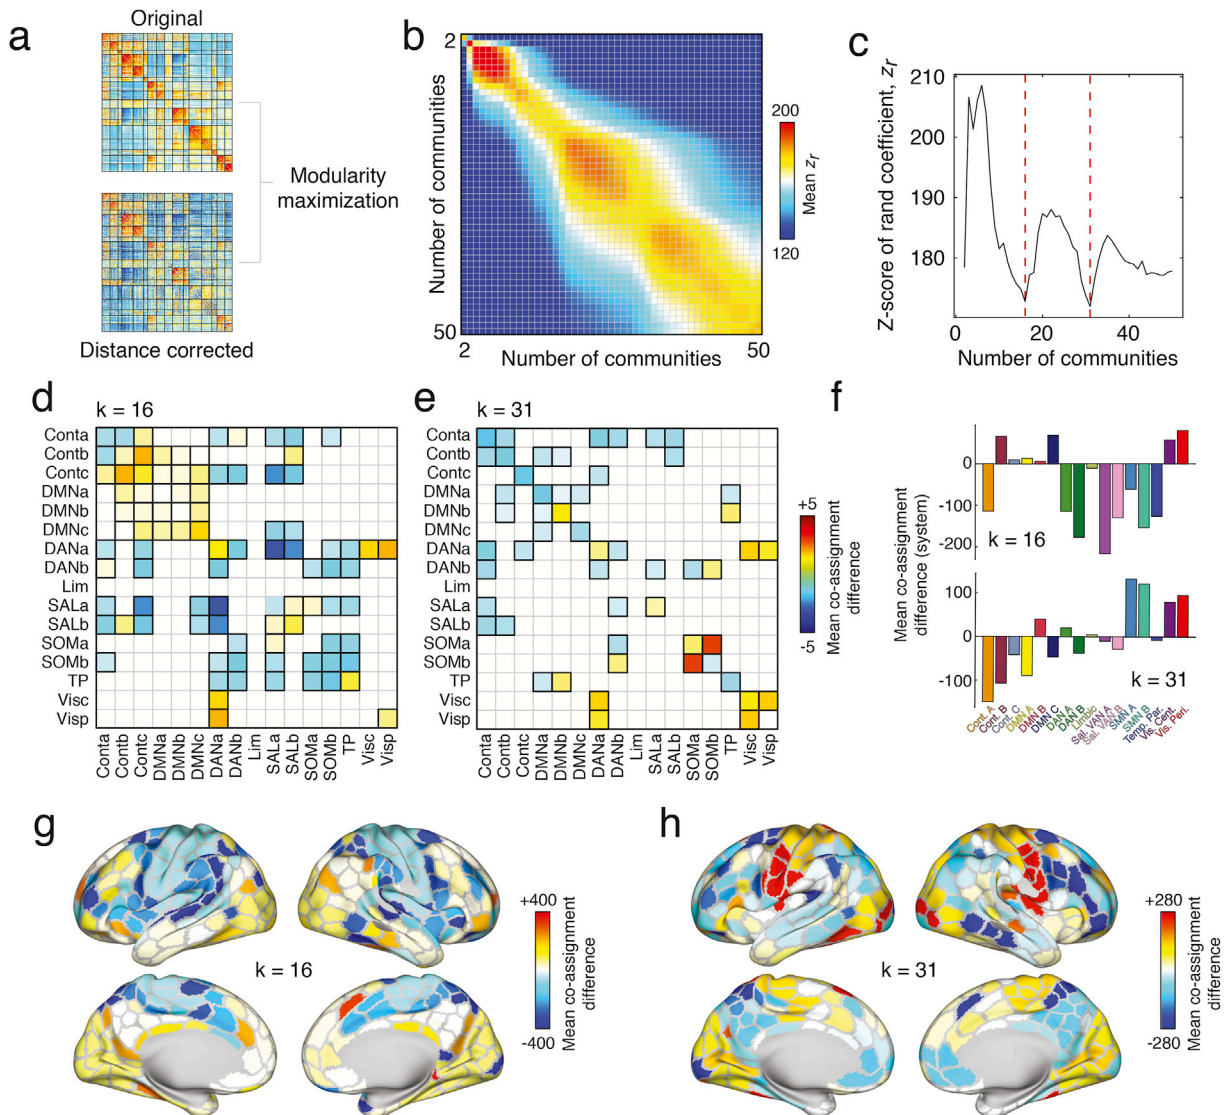 a
Original
Modularity
maximization
Distance corrected
b
2
Number of communities
50
2
Number of communities
50
200
Mean zr
120
c
Z-score of rand coefficient, zr
210
200
190
180
0
20
40
Number of communities
d
k = 16
Conta
Contb
Contc
DMNa
DMNb
DMNc
DANa
DANb
Lim
SALa
SALb
SOMa
SOMb
TP
Visc
Visp
Conta
Contb
Contc
DMNa
DMNb
DMNc
DANa
DANb
Lim
SALa
SALb
SOMa
SOMb
TP
Visc
Visp
e
k = 31
Conta
Contb
Contc
DMNa
DMNb
DMNc
DANa
DANb
Lim
SALa
SALb
SOMa
SOMb
TP
Visc
Visp
Conta
Contb
Contc
DMNa
DMNb
DMNc
DANa
DANb
Lim
SALa
SALb
SOMa
SOMb
TP
Visc
Visp
+5
-5
Mean co-assignment
difference
f
Mean co-assignment
difference (system)
0
-100
-200
k = 16
100
0
-100
k = 31
Cont. A
Cont. B
Cont. C
DMN A
DMN B
DMN C
DAN A
DAN B
Limbic
Sal. VAN A
Sal. VAN B
SMN A
SMN B
Temp. Par.
Vis. Cent.
Vis. Peri.
g
k = 16
+400
-400
Mean co-assignment
difference
h
k = 31
+280
-280
Mean co-assignment
difference